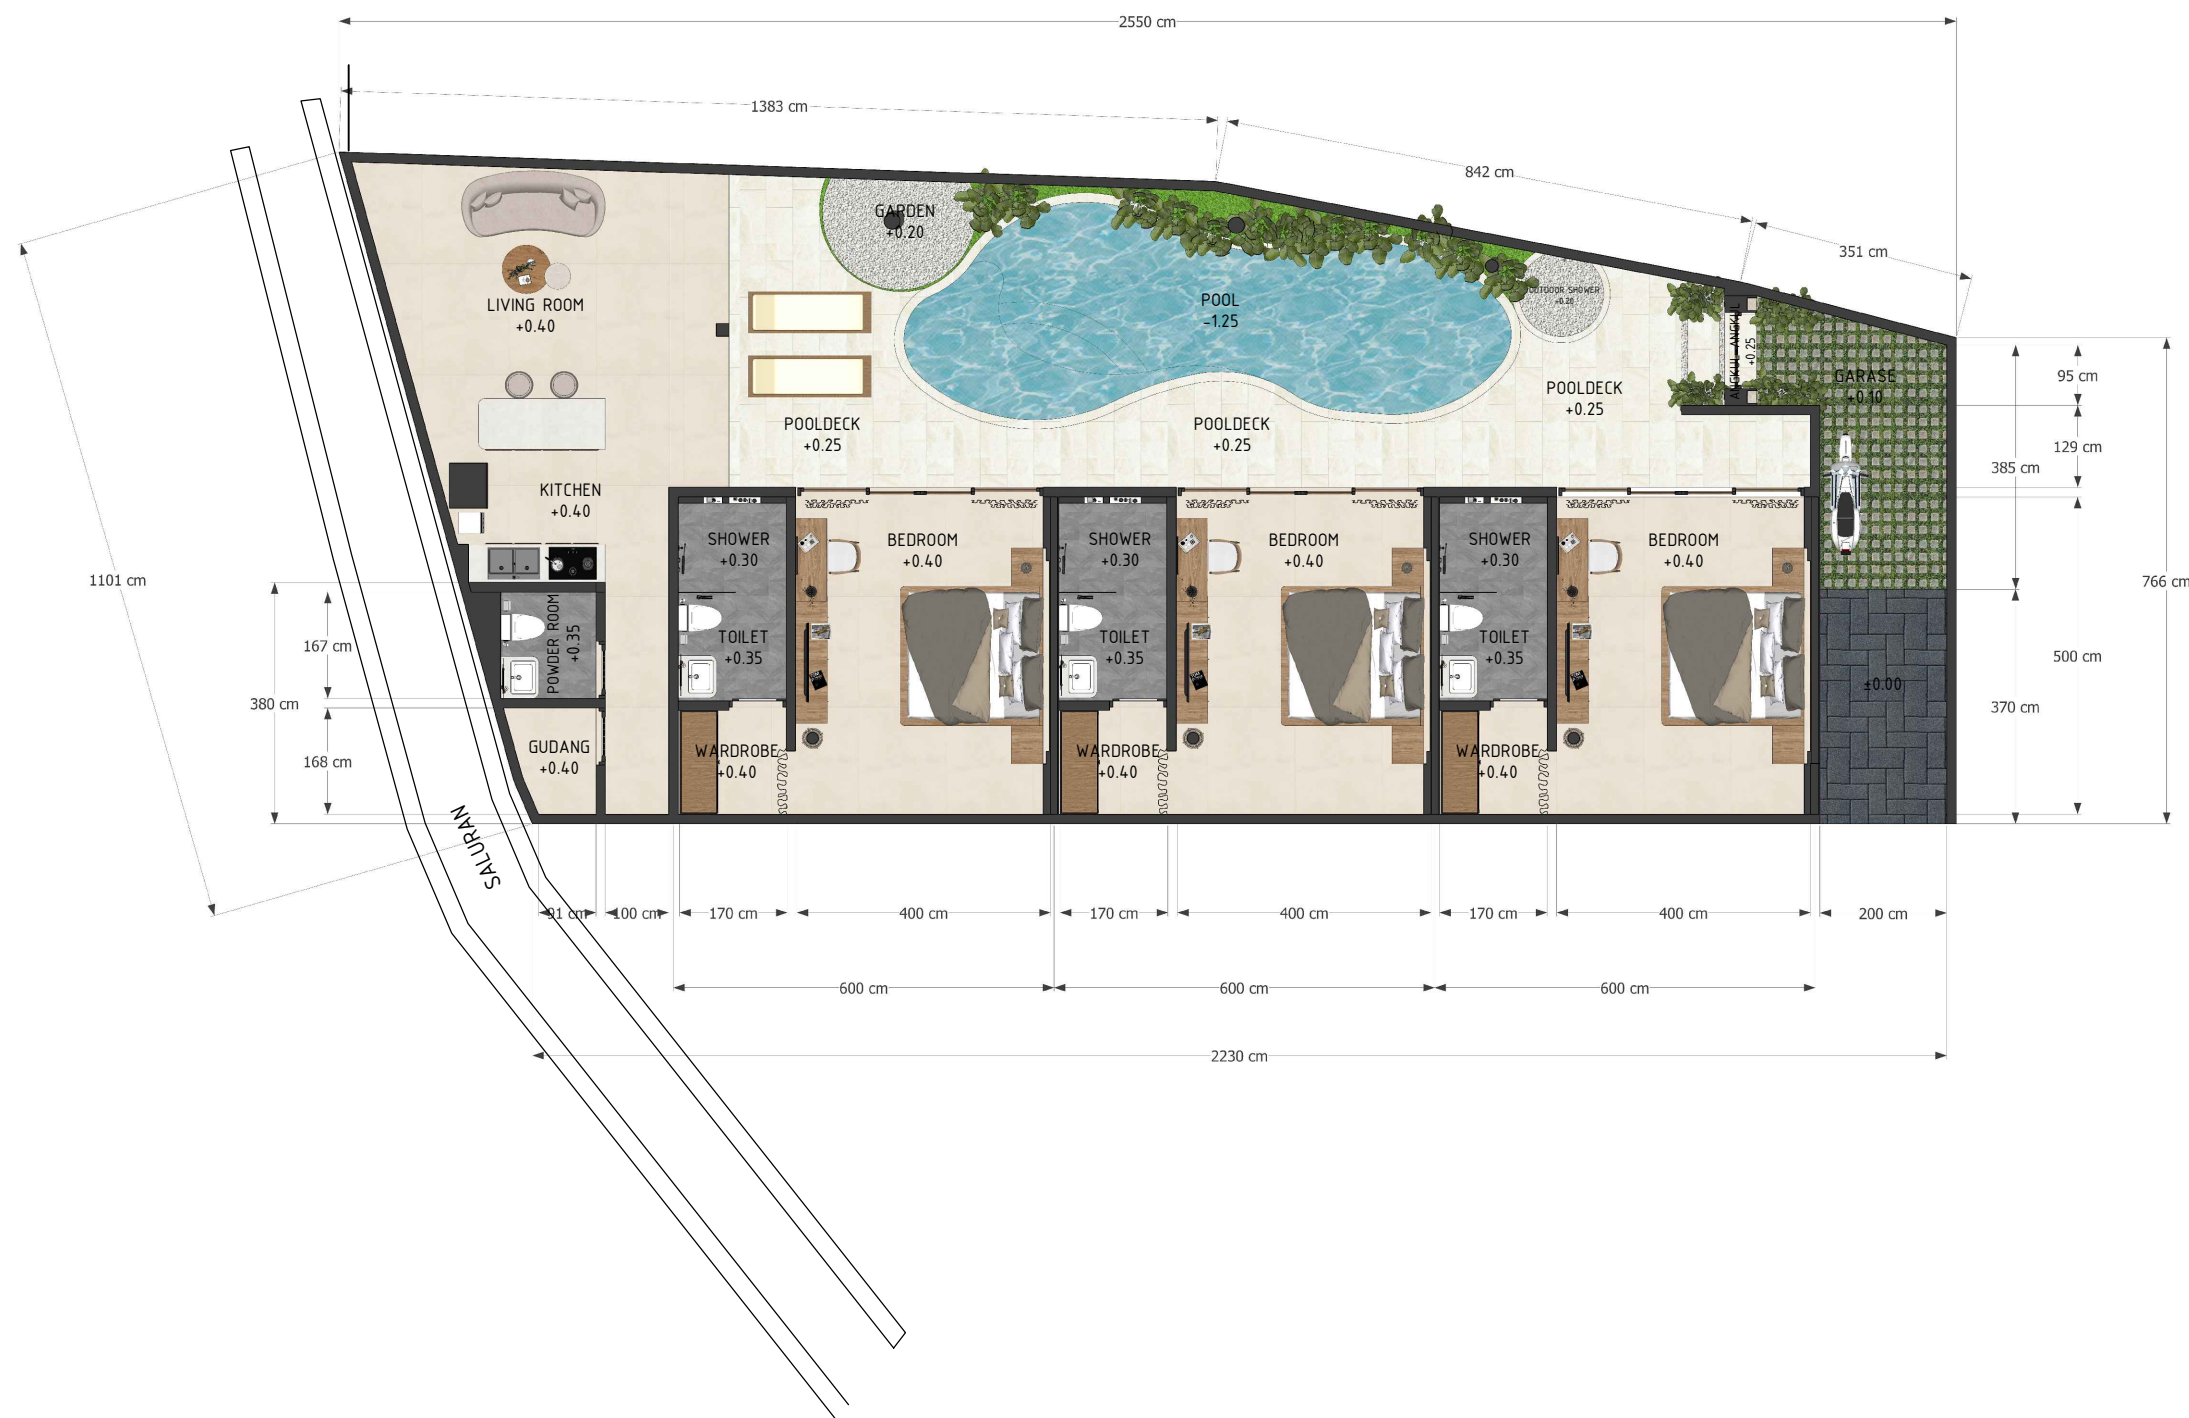 2550 cm
1383 cm
842 cm
351 cm
GARDEN
+0.20
LIVING ROOM
+0.40
POOL
-1.25
OUTDOOR SHOWER
+0.20
ANGKUL-ANGKUL
+0.25
GARASE
+0.10
95 cm
POOLDECK
+0.25
POOLDECK
+0.25
POOLDECK
+0.25
129 cm
385 cm
KITCHEN
+0.40
SHOWER
+0.30
BEDROOM
+0.40
SHOWER
+0.30
BEDROOM
+0.40
SHOWER
+0.30
BEDROOM
+0.40
1101 cm
766 cm
POWDER ROOM
+0.35
TOILET
+0.35
TOILET
+0.35
TOILET
+0.35
167 cm
500 cm
±0.00
380 cm
370 cm
GUDANG
+0.40
WARDROBE
+0.40
WARDROBE
+0.40
WARDROBE
+0.40
168 cm
SALURAN
91 cm
100 cm
170 cm
400 cm
170 cm
400 cm
170 cm
400 cm
200 cm
600 cm
600 cm
600 cm
2230 cm